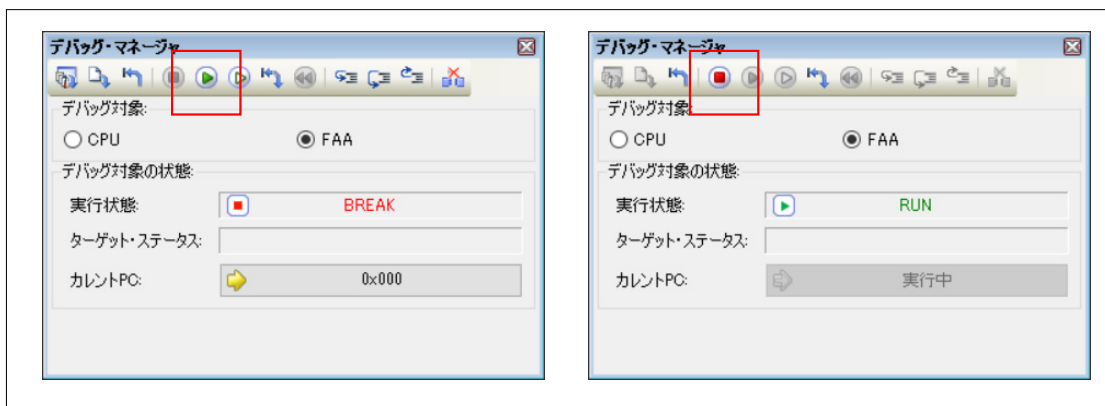 デバッグ・マネージャ
デバッグ対象:
CPU
FAA
デバッグ対象の状態:
実行状態:
BREAK
ターゲット・ステータス:
カレントPC:
0x000
デバッグ・マネージャ
デバッグ対象:
CPU
FAA
デバッグ対象の状態:
実行状態:
RUN
ターゲット・ステータス:
カレントPC:
実行中